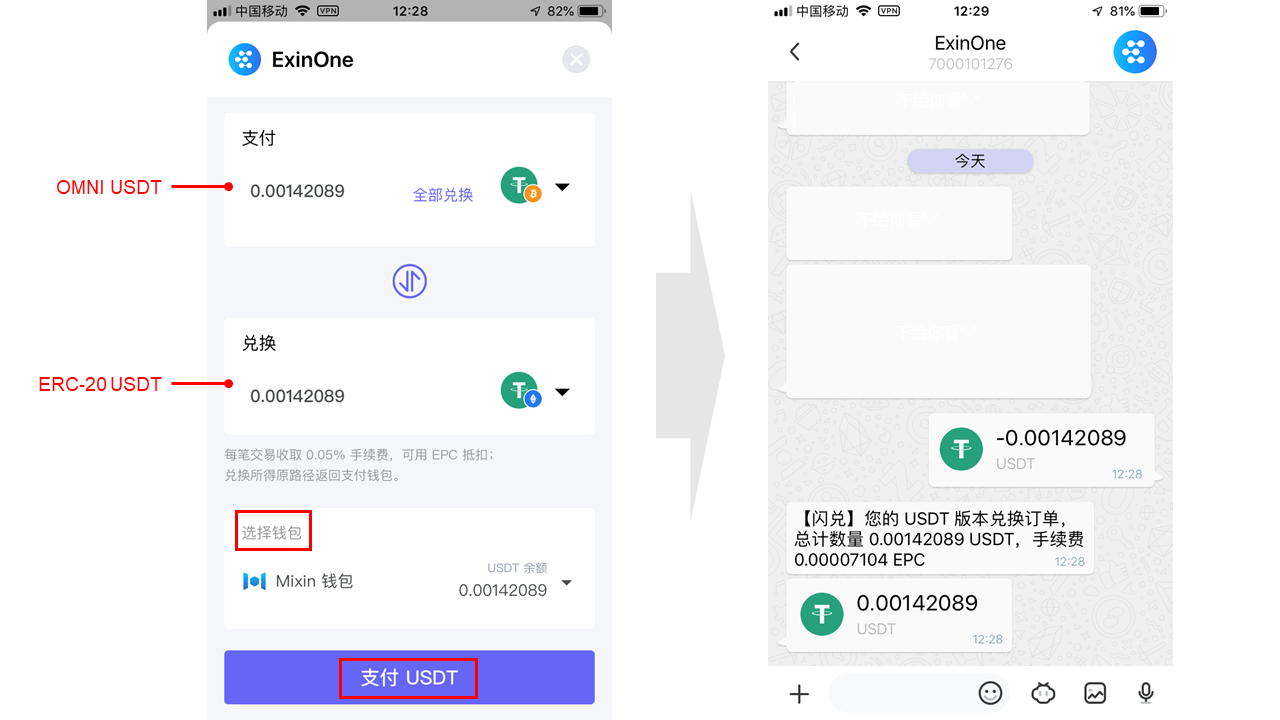 中国移动 VPN 12:28 82%
ExinOne
支付
OMNI USDT
0.00142089 全部兑换
兑换
ERC-20 USDT
0.00142089
每笔交易收取 0.05% 手续费，可用 EPC 抵扣；
兑换所得原路径返回支付钱包。
选择钱包
Mixin 钱包
USDT 余额
0.00142089
支付 USDT
中国移动 VPN 12:29 81%
ExinOne
7000101276
今天
-0.00142089
USDT
12:28
【闪兑】您的 USDT 版本兑换订单，
总计数量 0.00142089 USDT，手续费
0.00007104 EPC
12:28
0.00142089
USDT
12:28